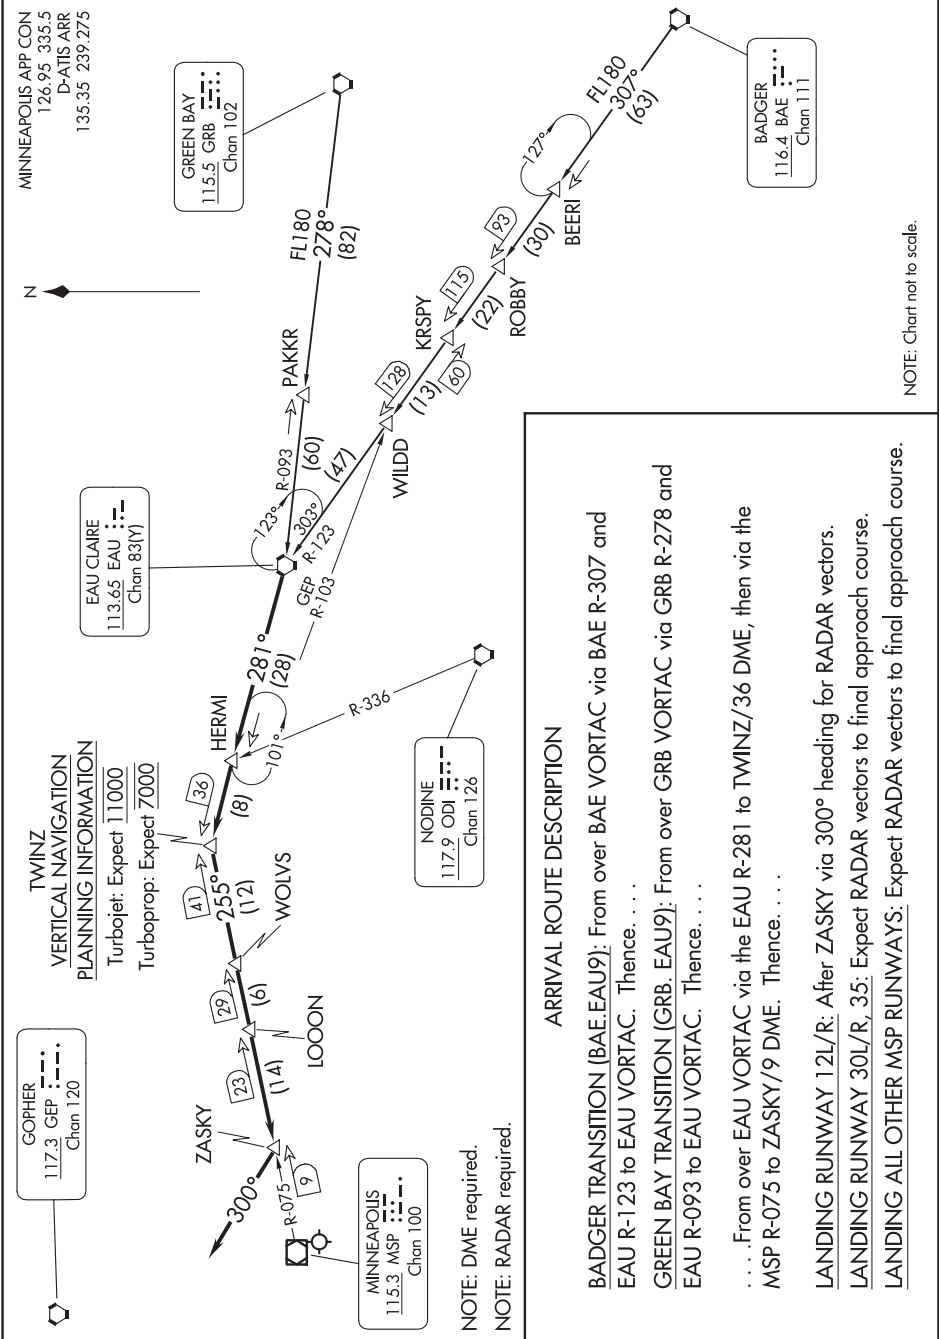 MINNEAPOLIS APP CON
126.95 335.5
D-ATIS ARR
135.35 239.275
N
GREEN BAY
115.5 GRB
Chan 102
FL180
278°
(82)
PAKKR
R-093
(60)
BADGER
116.4 BAE
Chan 111
FL180
307°
(63)
127°
BEERI
(30)
93
ROBBY
(22)
115
KRSPY
60
(13)
128
WILDD
(47)
R-123
303°
123°
EAU CLAIRE
113.65 EAU
Chan 83(Y)
GEP
R-103
281°
(28)
HERMI
101°
R-336
NODINE
117.9 ODI
Chan 126
36
(8)
TWINZ
VERTICAL NAVIGATION
PLANNING INFORMATION
Turbojet: Expect 11000
Turboprop: Expect 7000
41
255°
(12)
WOLVS
29
(6)
LOOON
23
(14)
ZASKY
300°
R-075
9
GOPHER
117.3 GEP
Chan 120
MINNEAPOLIS
115.3 MSP
Chan 100
NOTE: DME required.
NOTE: RADAR required.
NOTE: Chart not to scale.
ARRIVAL ROUTE DESCRIPTION
BADGER TRANSITION (BAE.EAU9): From over BAE VORTAC via BAE R-307 and
EAU R-123 to EAU VORTAC. Thence. . . .
GREEN BAY TRANSITION (GRB. EAU9): From over GRB VORTAC via GRB R-278 and
EAU R-093 to EAU VORTAC. Thence. . . .
. . . .From over EAU VORTAC via the EAU R-281 to TWINZ/36 DME, then via the
MSP R-075 to ZASKY/9 DME. Thence. . . .
LANDING RUNWAY 12L/R: After ZASKY via 300° heading for RADAR vectors.
LANDING RUNWAY 30L/R, 35: Expect RADAR vectors to final approach course.
LANDING ALL OTHER MSP RUNWAYS: Expect RADAR vectors to final approach course.